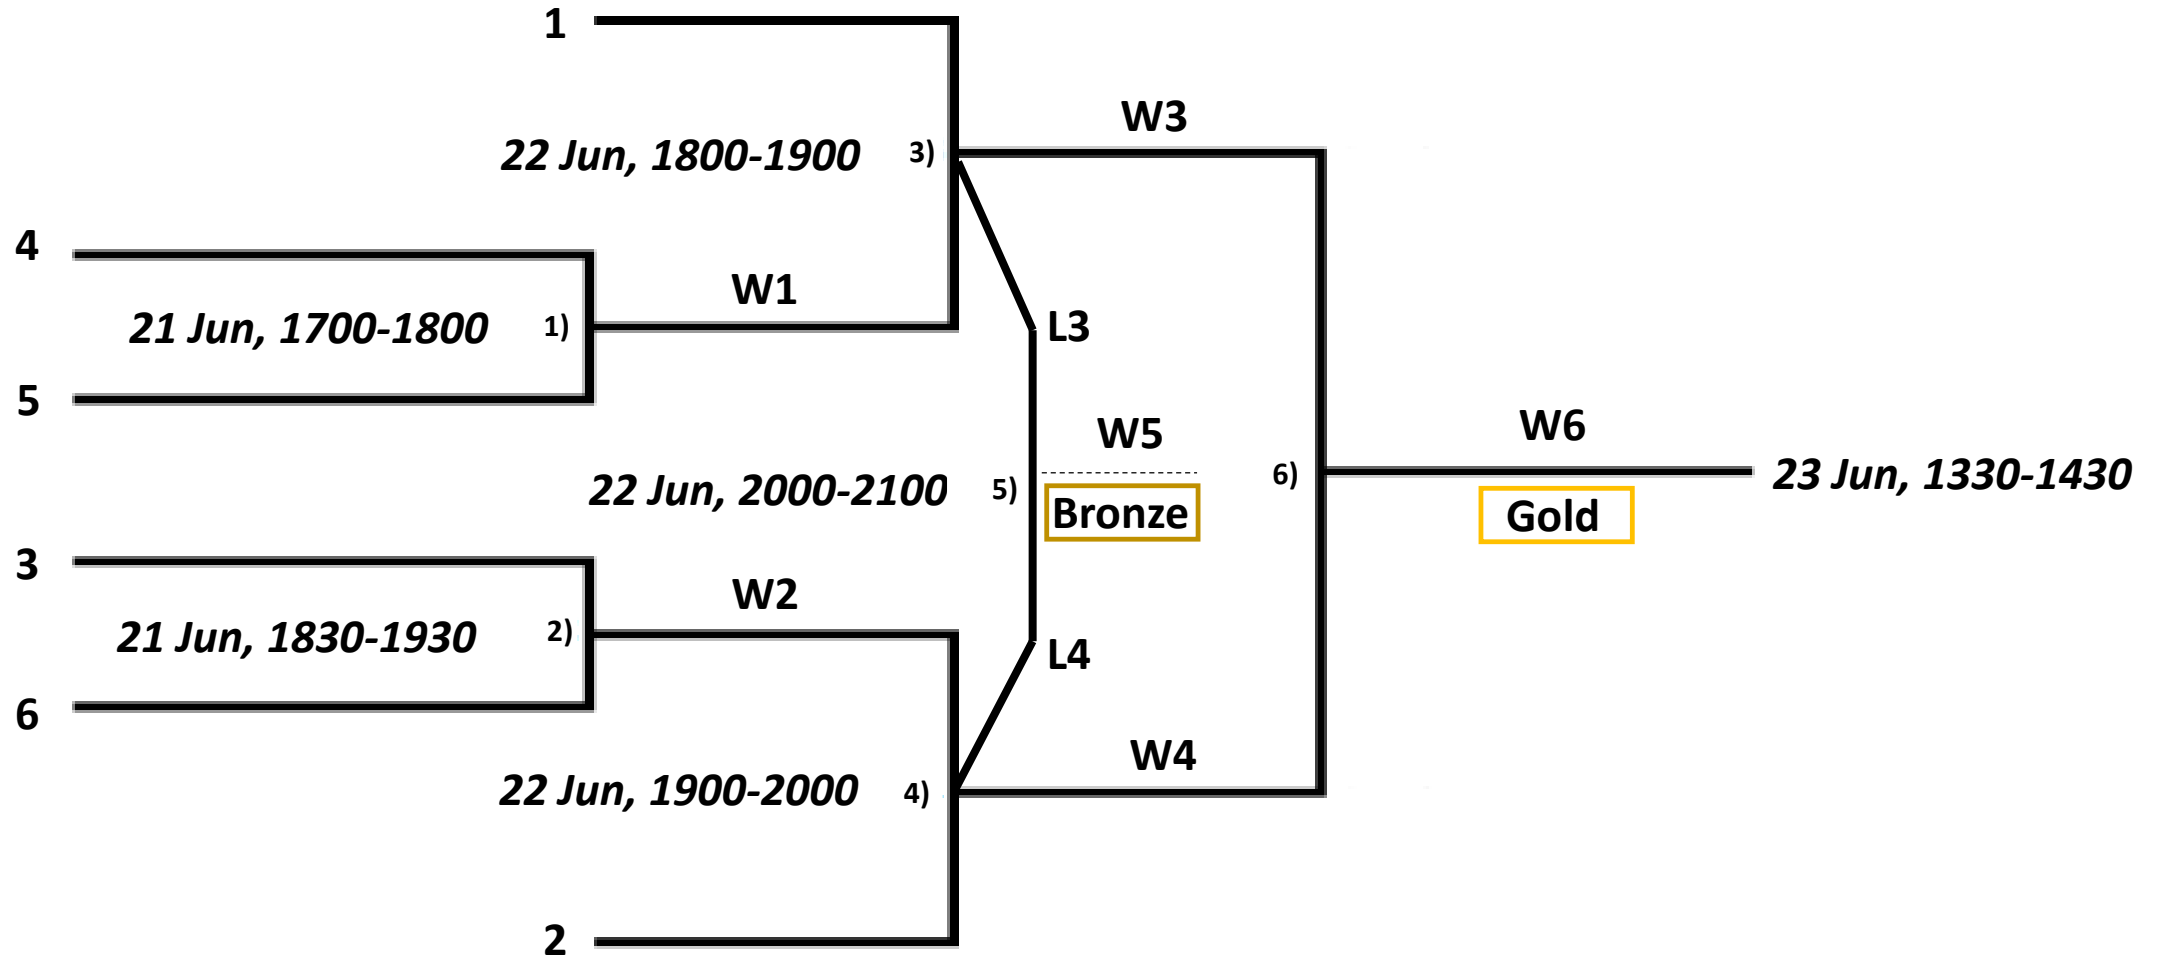 1
W3
22 Jun, 1800-1900
3)
4
W1
21 Jun, 1700-1800
1)
L3
5
W5
W6
22 Jun, 2000-2100
5)
Bronze
6)
23 Jun, 1330-1430
Gold
3
W2
21 Jun, 1830-1930
2)
L4
6
W4
22 Jun, 1900-2000
4)
2